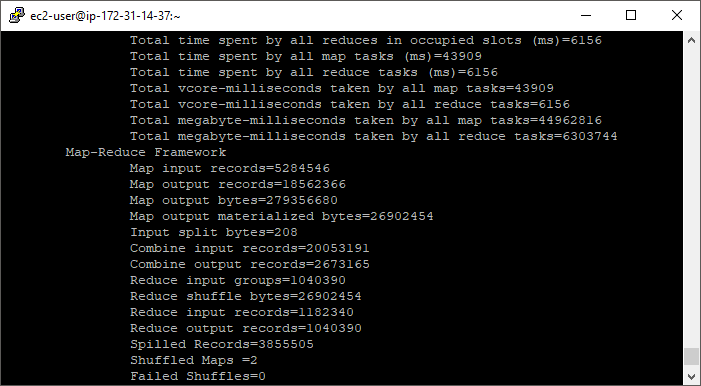 ec2-user@ip-172-31-14-37:~
Total time spent by all reduces in occupied slots (ms)=6156
Total time spent by all map tasks (ms)=43909
Total time spent by all reduce tasks (ms)=6156
Total vcore-milliseconds taken by all map tasks=43909
Total vcore-milliseconds taken by all reduce tasks=6156
Total megabyte-milliseconds taken by all map tasks=44962816
Total megabyte-milliseconds taken by all reduce tasks=6303744
Map-Reduce Framework
Map input records=5284546
Map output records=18562366
Map output bytes=279356680
Map output materialized bytes=26902454
Input split bytes=208
Combine input records=20053191
Combine output records=2673165
Reduce input groups=1040390
Reduce shuffle bytes=26902454
Reduce input records=1182340
Reduce output records=1040390
Spilled Records=3855505
Shuffled Maps =2
Failed Shuffles=0